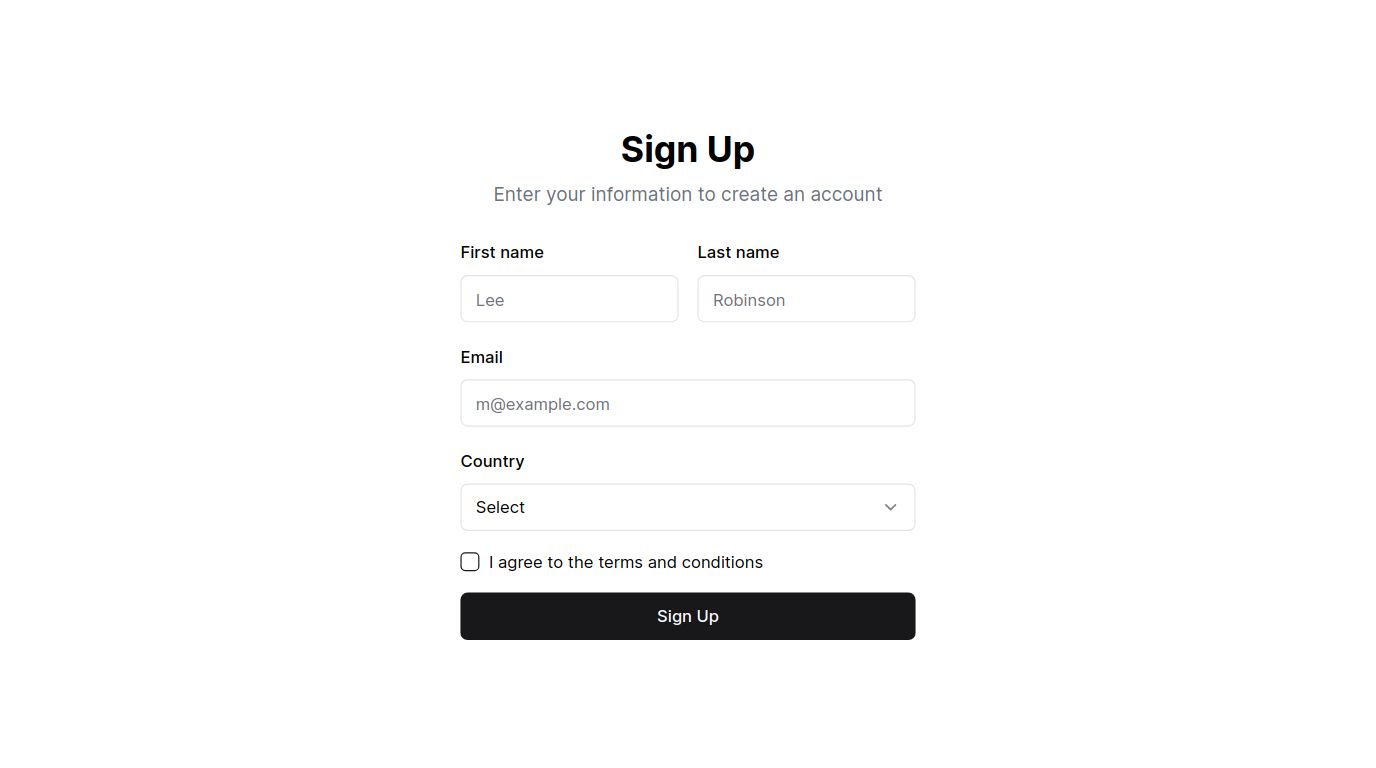 Sign Up
Enter your information to create an account
First name Last name
Lee Robinson
Email
m@example.com
Country
Select
I agree to the terms and conditions
Sign Up